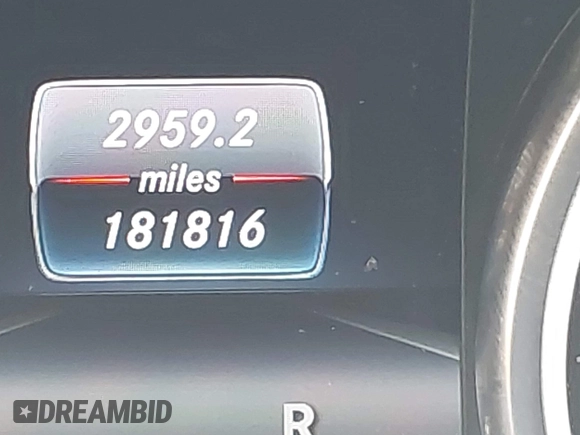 2959.2
miles
181816
R
DREAMBID